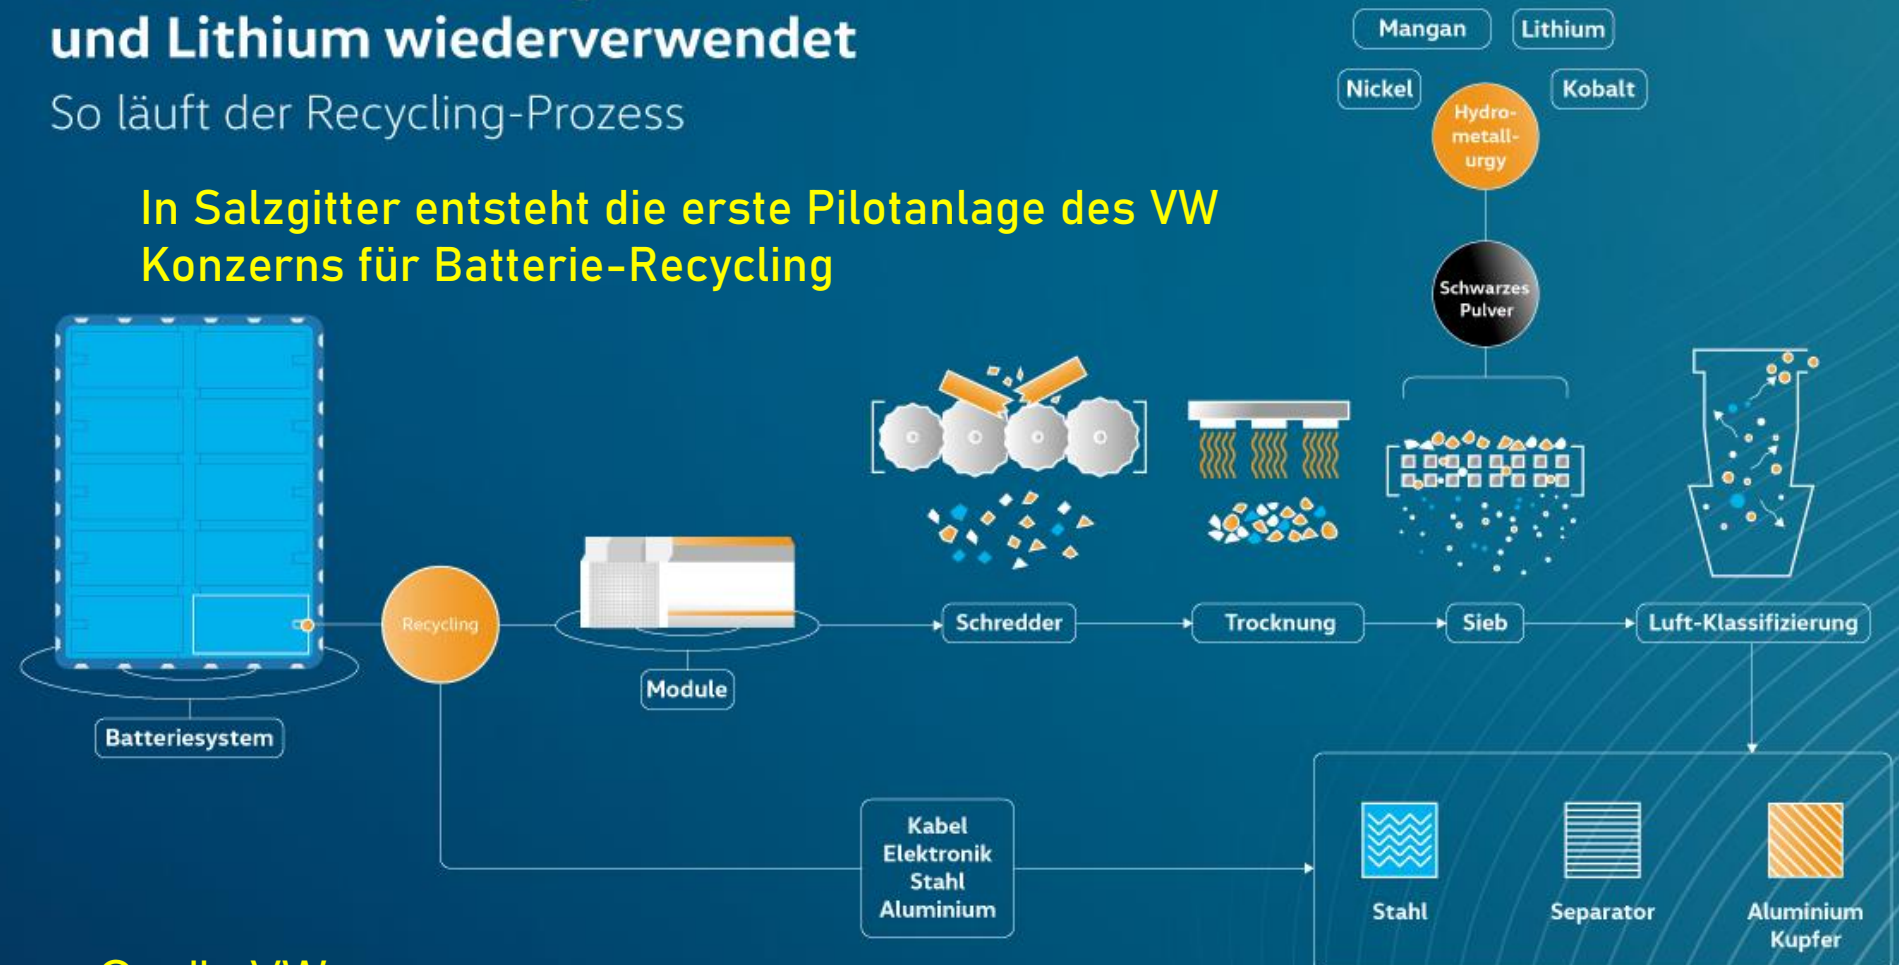 und Lithium wiederverwendet
So läuft der Recycling-Prozess
In Salzgitter entsteht die erste Pilotanlage des VW
Konzerns für Batterie-Recycling
Mangan
Lithium
Nickel
Kobalt
Hydro-
metall-
urgy
Schwarzes
Pulver
Recycling
Batteriesystem
Module
Schredder
Trocknung
Sieb
Luft-Klassifizierung
Kabel
Elektronik
Stahl
Aluminium
Stahl
Separator
Aluminium
Kupfer